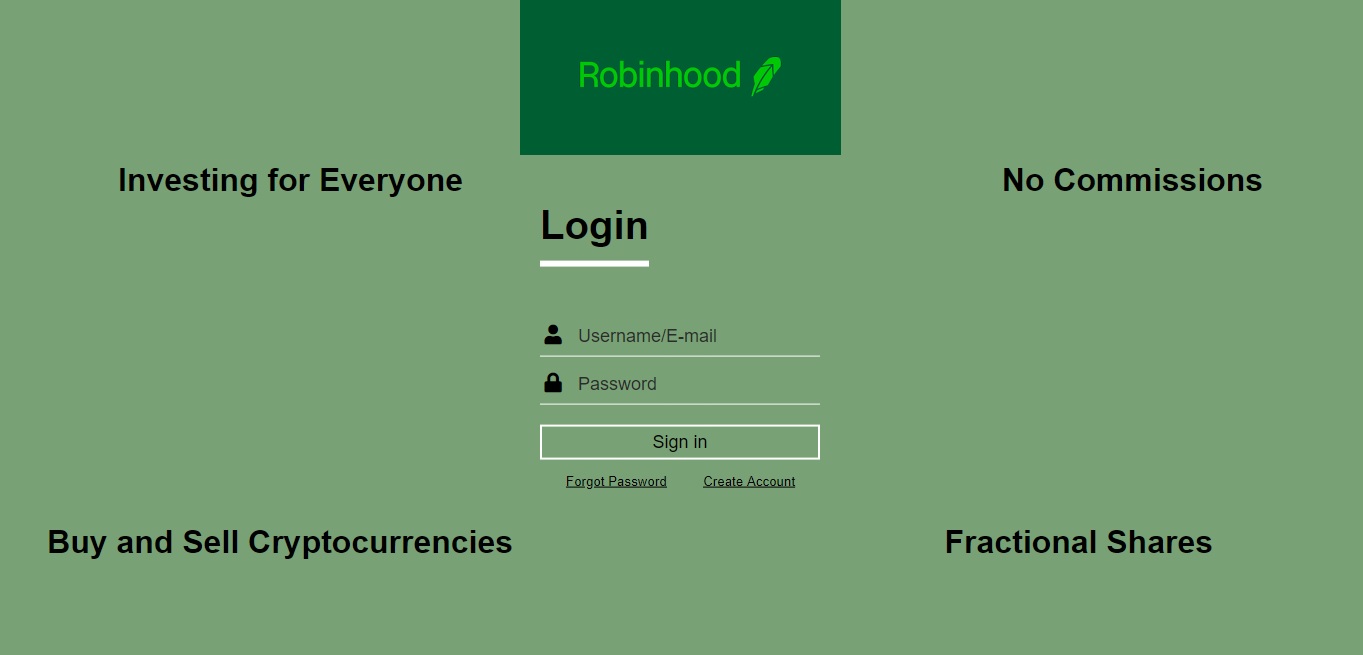 Robinhood
Investing for Everyone
No Commissions
Login
Username/E-mail
Password
Sign in
Forgot Password
Create Account
Buy and Sell Cryptocurrencies
Fractional Shares